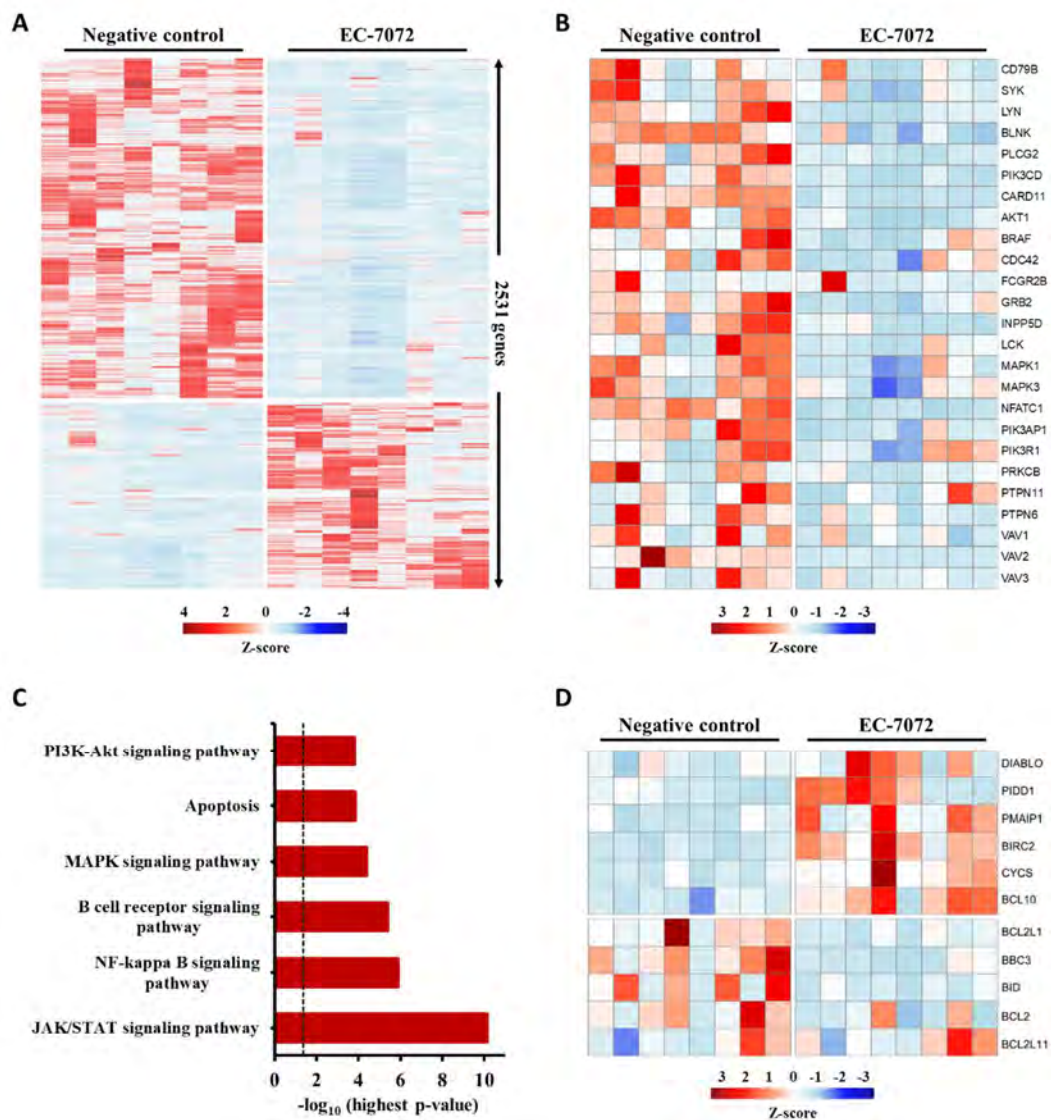 A
Negative control
EC-7072
2531 genes
4 2 0 -2 -4
Z-score
B
Negative control
EC-7072
CD79B
SYK
LYN
BLNK
PLCG2
PIK3CD
CARD11
AKT1
BRAF
CDC42
FCGR2B
GRB2
INPP5D
LCK
MAPK1
MAPK3
NFATC1
PIK3AP1
PIK3R1
PRKCB
PTPN11
PTPN6
VAV1
VAV2
VAV3
3 2 1 0 -1 -2 -3
Z-score
C
PI3K-Akt signaling pathway
Apoptosis
MAPK signaling pathway
B cell receptor signaling
pathway
NF-kappa B signaling
pathway
JAK/STAT signaling pathway
0 2 4 6 8 10
-log10 (highest p-value)
D
Negative control
EC-7072
DIABLO
PIDD1
PMAIP1
BIRC2
CYCS
BCL10
BCL2L1
BBC3
BID
BCL2
BCL2L11
3 2 1 0 -1 -2 -3
Z-score